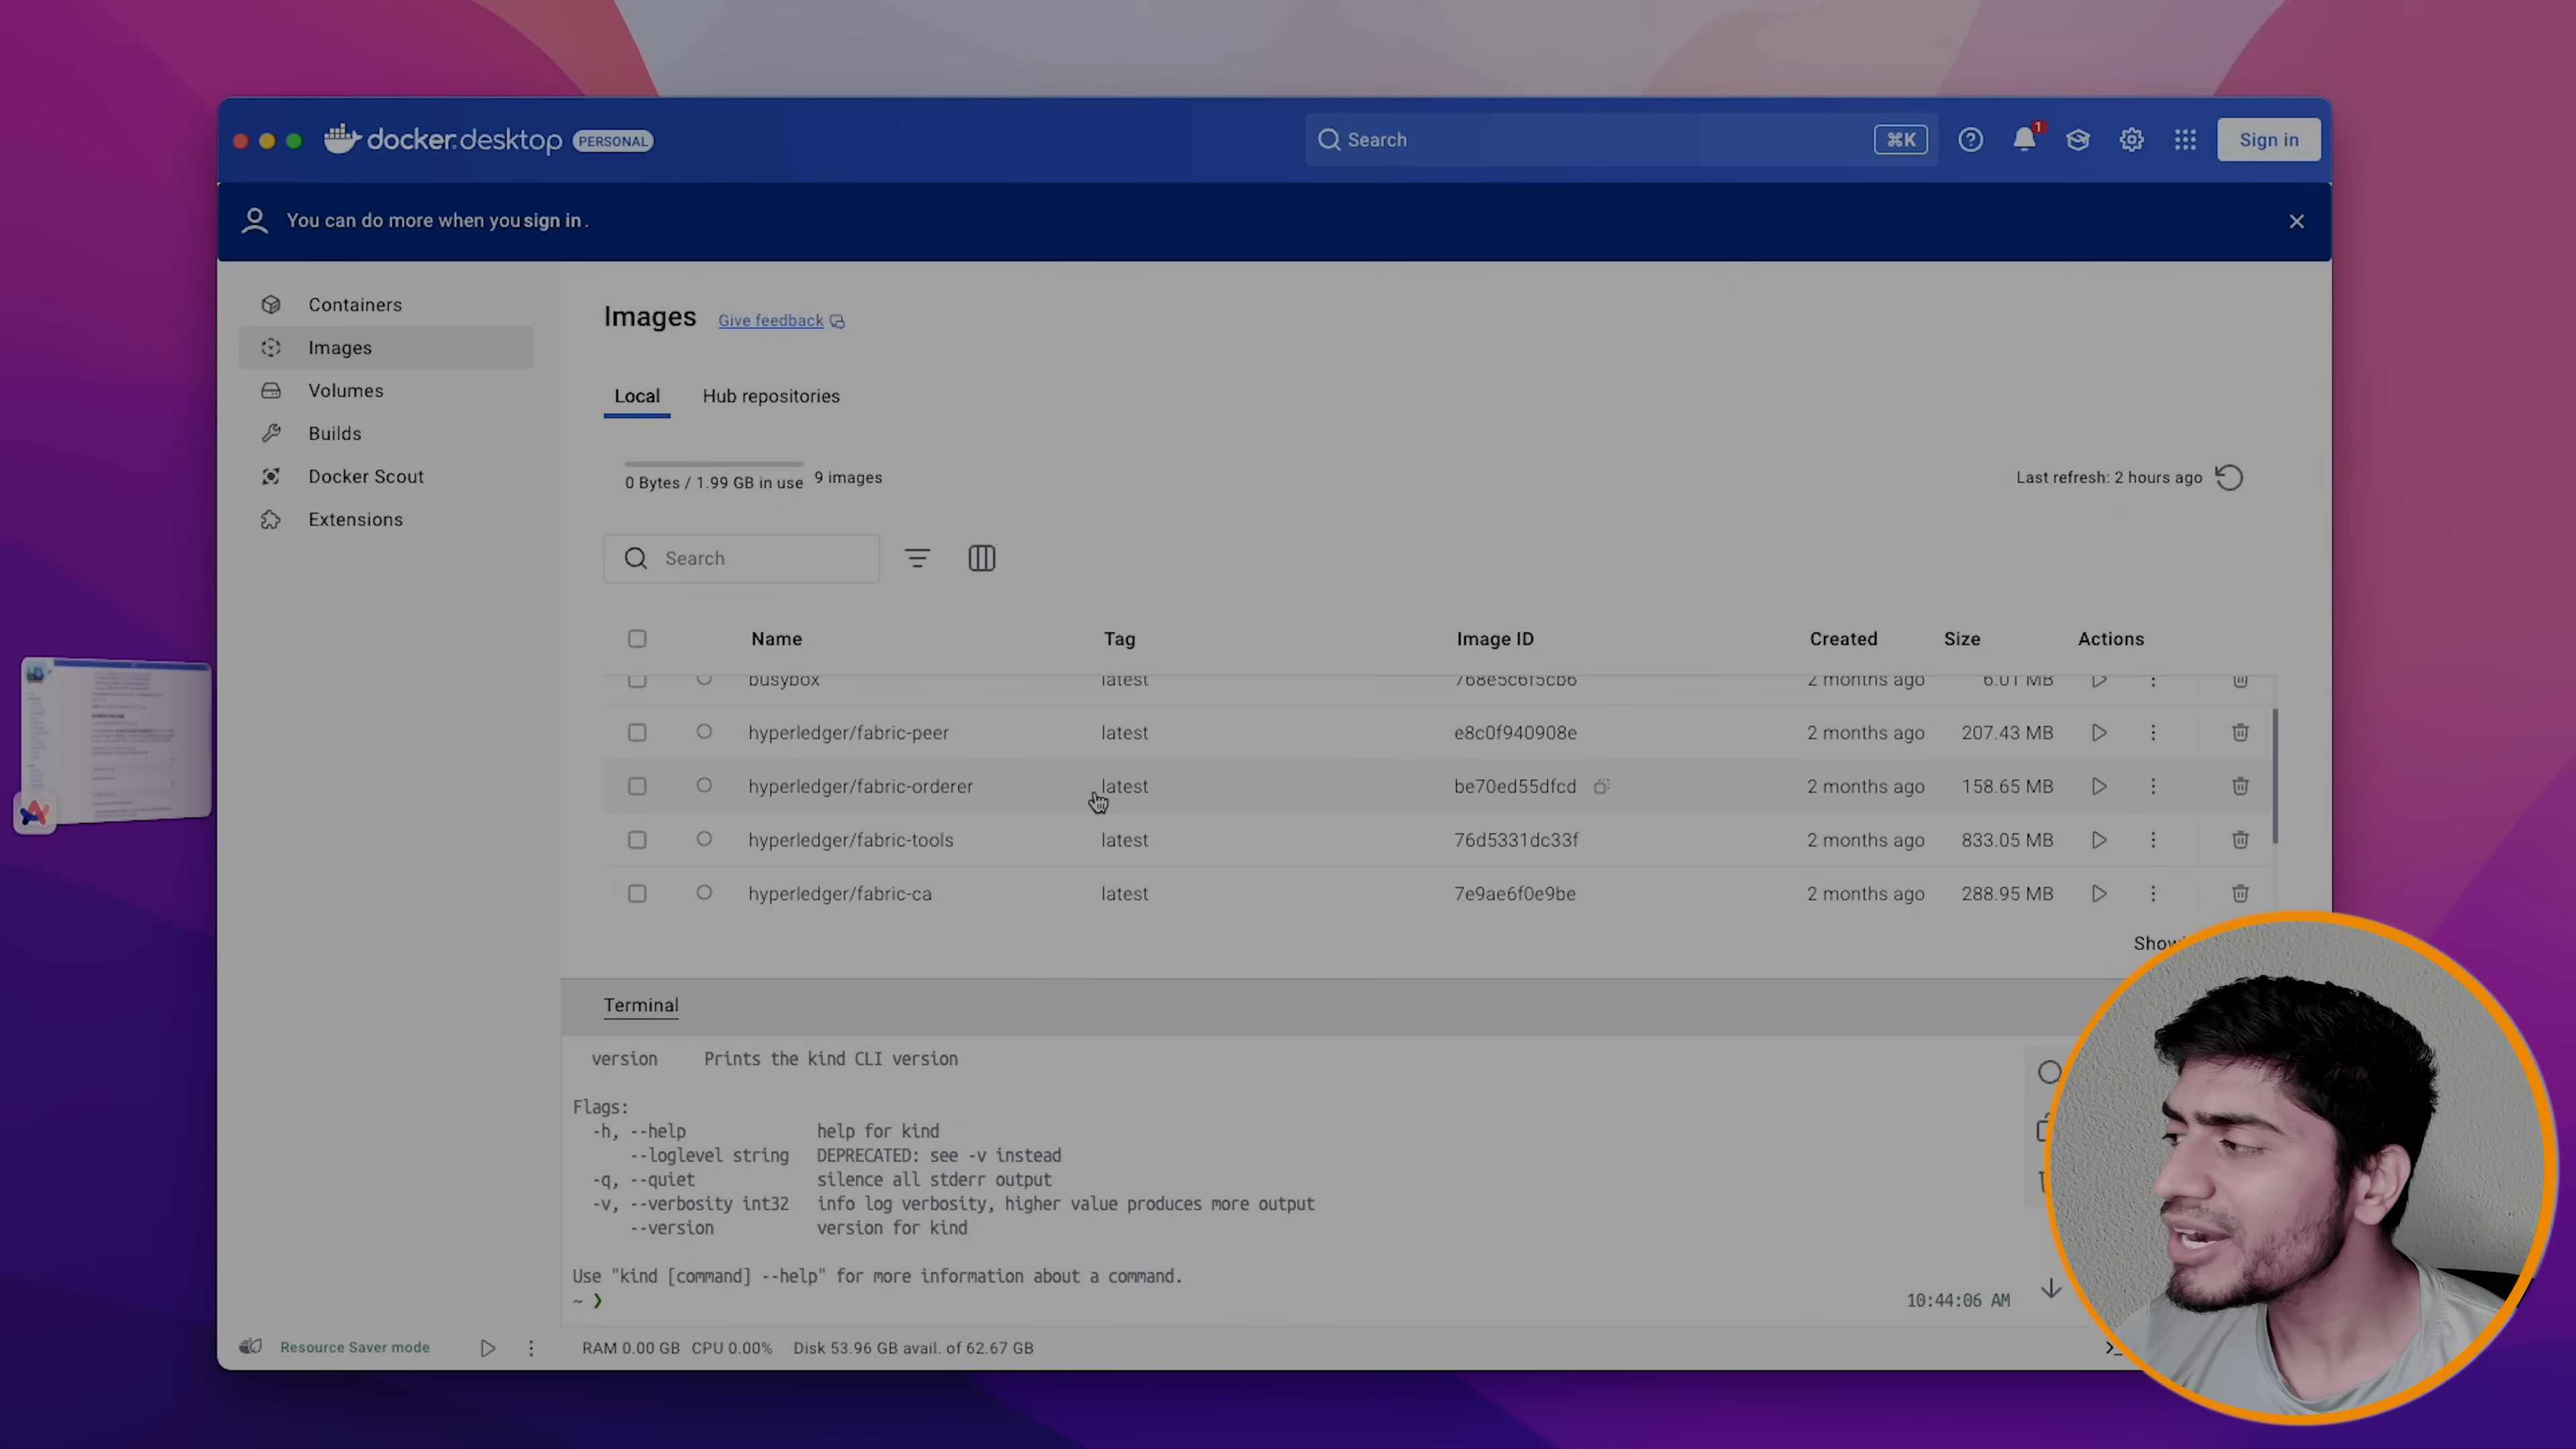 docker desktop PERSONAL
Search ⌘K 1 Sign in
You can do more when you sign in.
Containers
Images
Volumes
Builds
Docker Scout
Extensions
Images Give feedback
Local Hub repositories
0 Bytes / 1.99 GB in use 9 images
Last refresh: 2 hours ago
Search
Name Tag Image ID Created Size Actions
busybox latest 768e5c6f5cb6 2 months ago 6.01 MB
hyperledger/fabric-peer latest e8c0f940908e 2 months ago 207.43 MB
hyperledger/fabric-orderer latest be70ed55dfcd 2 months ago 158.65 MB
hyperledger/fabric-tools latest 76d5331dc33f 2 months ago 833.05 MB
hyperledger/fabric-ca latest 7e9ae6f0e9be 2 months ago 288.95 MB
Terminal
version Prints the kind CLI version
Flags:
-h, --help help for kind
--loglevel string DEPRECATED: see -v instead
-q, --quiet silence all stderr output
-v, --verbosity int32 info log verbosity, higher value produces more output
--version version for kind
Use "kind [command] --help" for more information about a command.
~ ❯
10:44:06 AM
Resource Saver mode
RAM 0.00 GB CPU 0.00% Disk 53.96 GB avail. of 62.67 GB